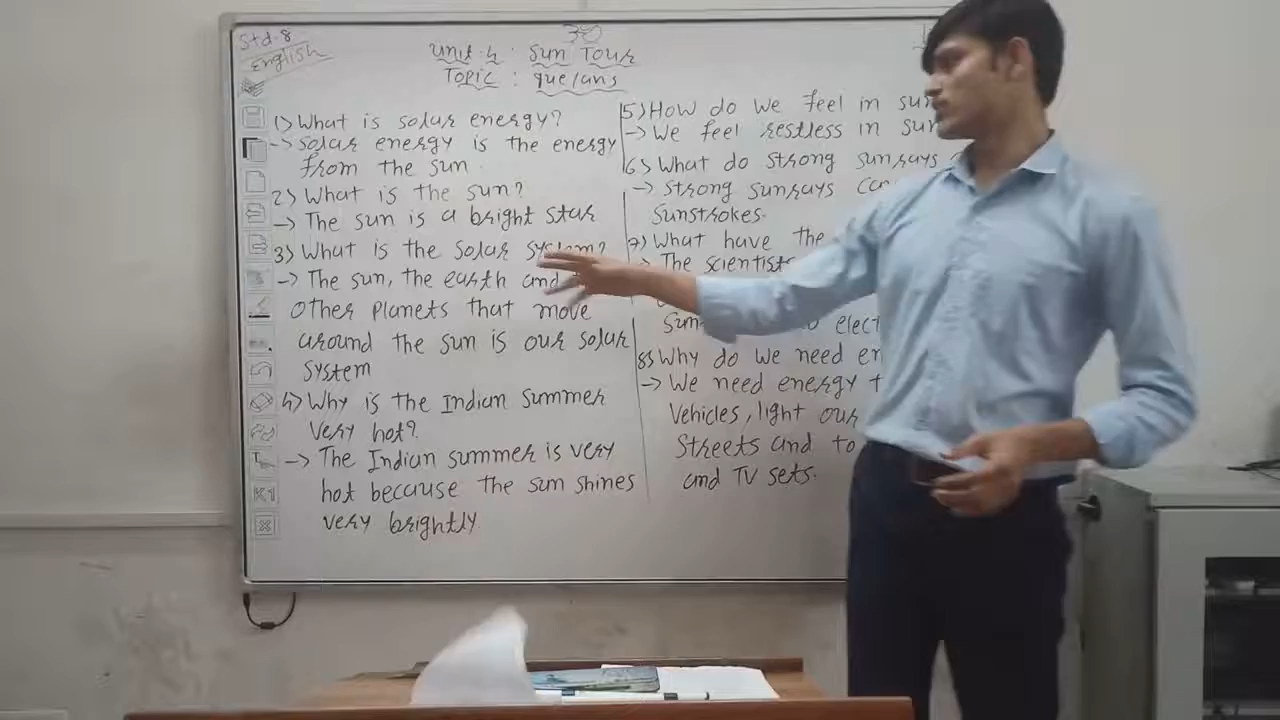 Std-8
English
ૐ
Unit-4 : Sun Tour
Topic : que/ans
1) What is solar energy?
-> Solar energy is the energy
from the sun.
2) What is the sun?
-> The sun is a bright star
3) What is the solar system?
-> The sun, the earth and
other planets that move
around the sun is our solar
system
4) Why is the Indian summer
very hot?
-> The Indian summer is very
hot because the sun shines
very brightly.
5) How do we feel in
-> We feel restless in
6) What do strong sunrays
-> Strong sunrays
sunstrokes.
7) What have the
-> The scientists
8) Why do we need
-> We need energy
vehicles, light our
streets and to
and TV sets.